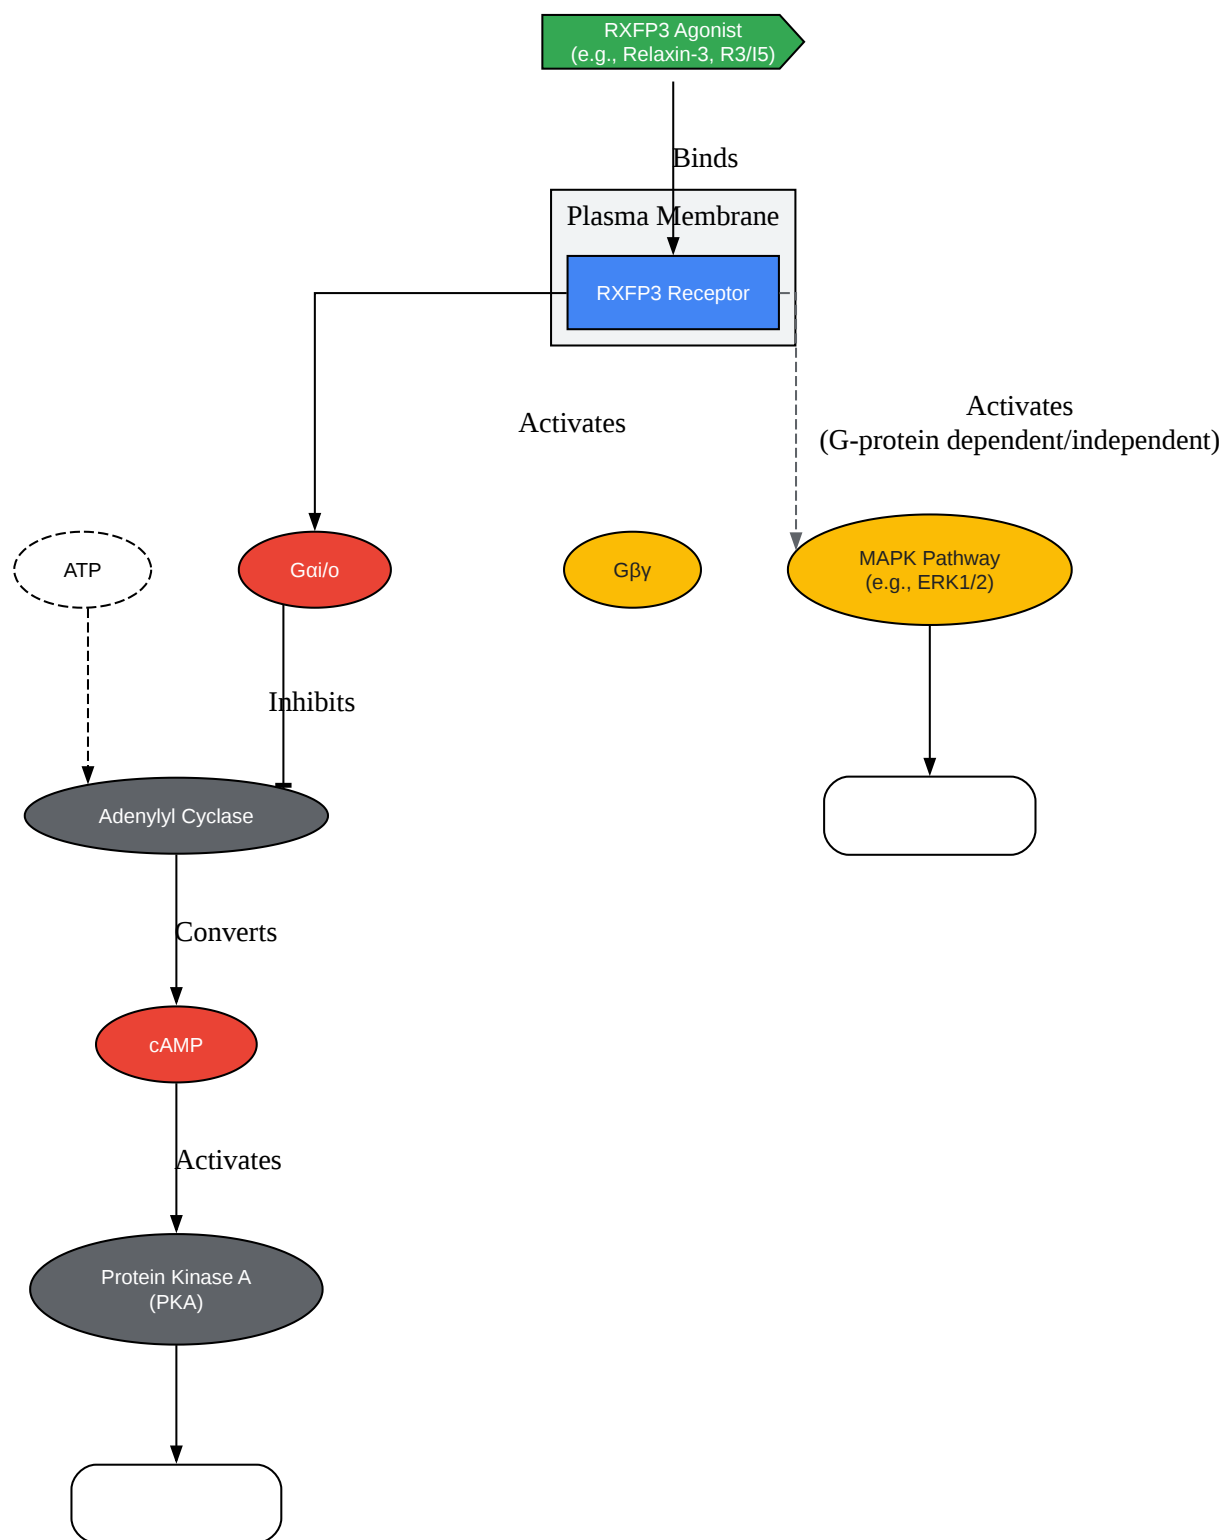 RXFP3 Agonist
(e.g., Relaxin-3, R3/I5)
Binds
Plasma Membrane
RXFP3 Receptor
Activates
Activates
(G-protein dependent/independent)
ATP
Gαi/o
Gβγ
MAPK Pathway
(e.g., ERK1/2)
Inhibits
Adenylyl Cyclase
Converts
cAMP
Activates
Protein Kinase A
(PKA)